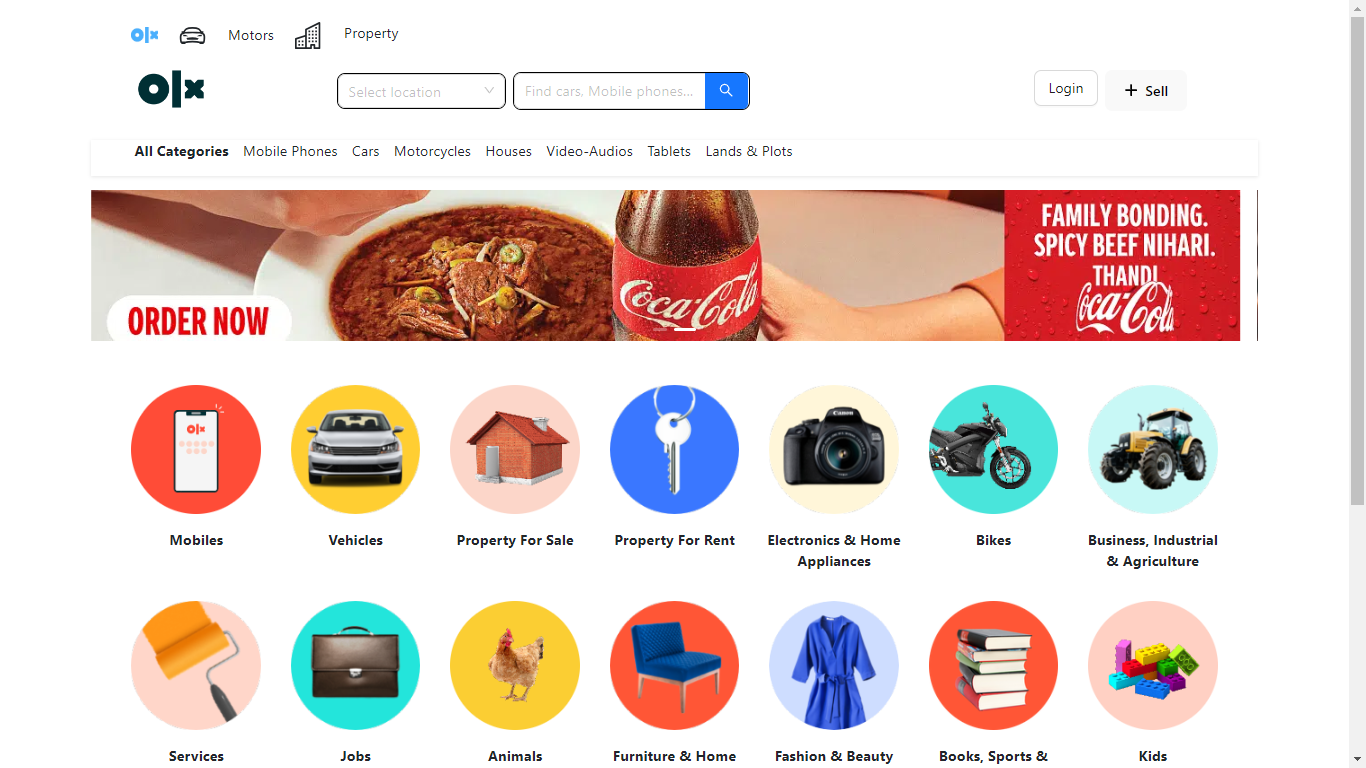 olx Motors Property
olx Select location Find cars, Mobile phones... Login + Sell
All Categories Mobile Phones Cars Motorcycles Houses Video-Audios Tablets Lands & Plots
ORDER NOW
Coca-Cola
FAMILY BONDING.
SPICY BEEF NIHARI.
THANDI
Coca-Cola
olx
Canon
Mobiles Vehicles Property For Sale Property For Rent Electronics & Home Bikes Business, Industrial
Appliances & Agriculture
Services Jobs Animals Furniture & Home Fashion & Beauty Books, Sports & Kids